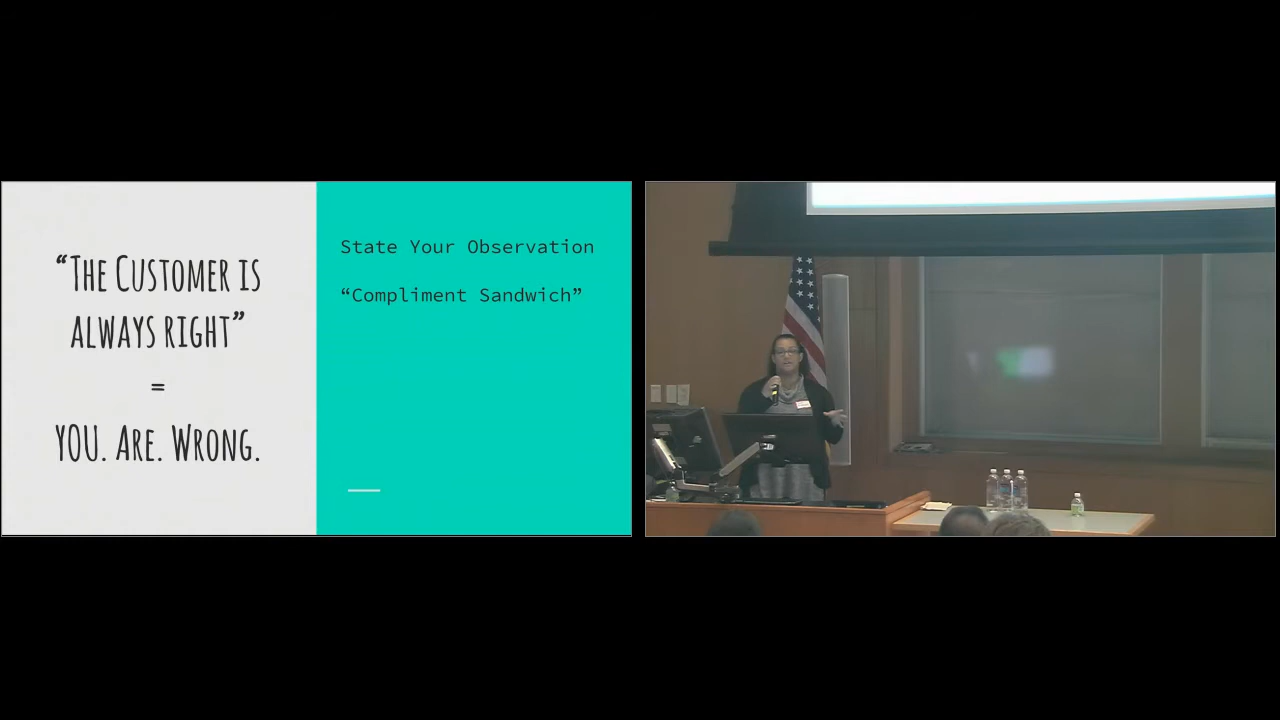 “The Customer is
always right”
=
YOU. Are. Wrong.
State Your Observation
“Compliment Sandwich”